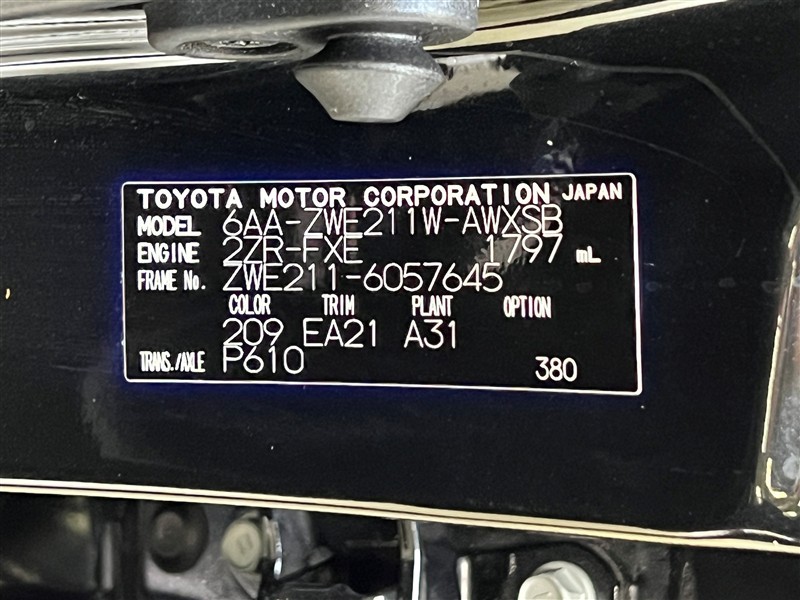 TOYOTA MOTOR CORPORATION JAPAN
MODEL 6AA-ZWE211W-AWXSB
ENGINE 2ZR-FXE 1797 mL
FRAME No. ZWE211-6057645
COLOR TRIM PLANT OPTION
209 EA21 A31
TRANS./AXLE P610 380